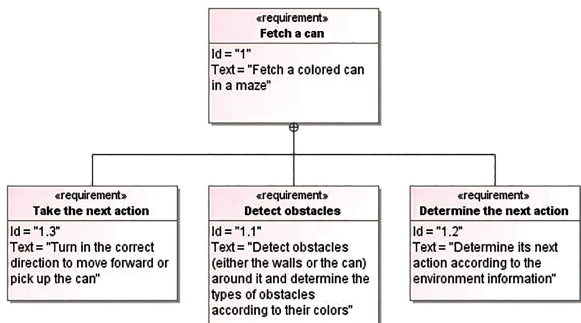 «requirement»
Fetch a can
Id = "1"
Text = "Fetch a colored can
in a maze"
«requirement»
Take the next action
Id = "1.3"
Text = "Turn in the correct
direction to move forward or
pick up the can"
«requirement»
Detect obstacles
Id = "1.1"
Text = "Detect obstacles
(either the walls or the can)
around it and determine the
types of obstacles
according to their colors"
«requirement»
Determine the next action
Id = "1.2"
Text = "Determine its next
action according to the
environment information"